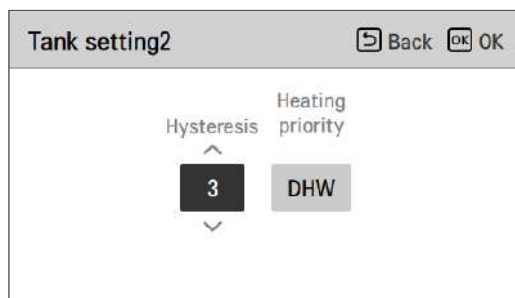 Tank setting2
Back OK OK
Heating
Hysteresis priority
3 DHW